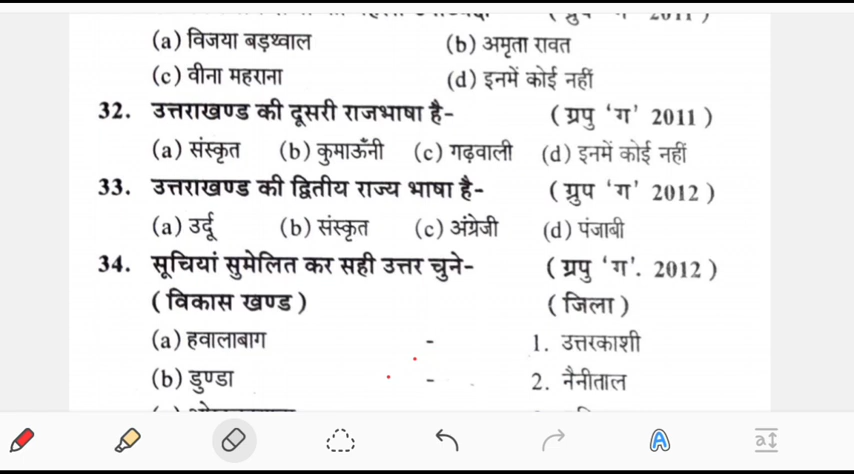 (a) विजया बड़थ्वाल (b) अमृता रावत
(c) वीना महराना (d) इनमें कोई नहीं
32. उत्तराखण्ड की दूसरी राजभाषा है- (ग्रपु ‘ग’ 2011)
(a) संस्कृत (b) कुमाऊँनी (c) गढ़वाली (d) इनमें कोई नहीं
33. उत्तराखण्ड की द्वितीय राज्य भाषा है- (ग्रुप ‘ग’ 2012)
(a) उर्दू (b) संस्कृत (c) अंग्रेजी (d) पंजाबी
34. सूचियां सुमेलित कर सही उत्तर चुने- (ग्रपु ‘ग’. 2012)
(विकास खण्ड) (जिला)
(a) हवालाबाग - 1. उत्तरकाशी
(b) डुण्डा - 2. नैनीताल
A a